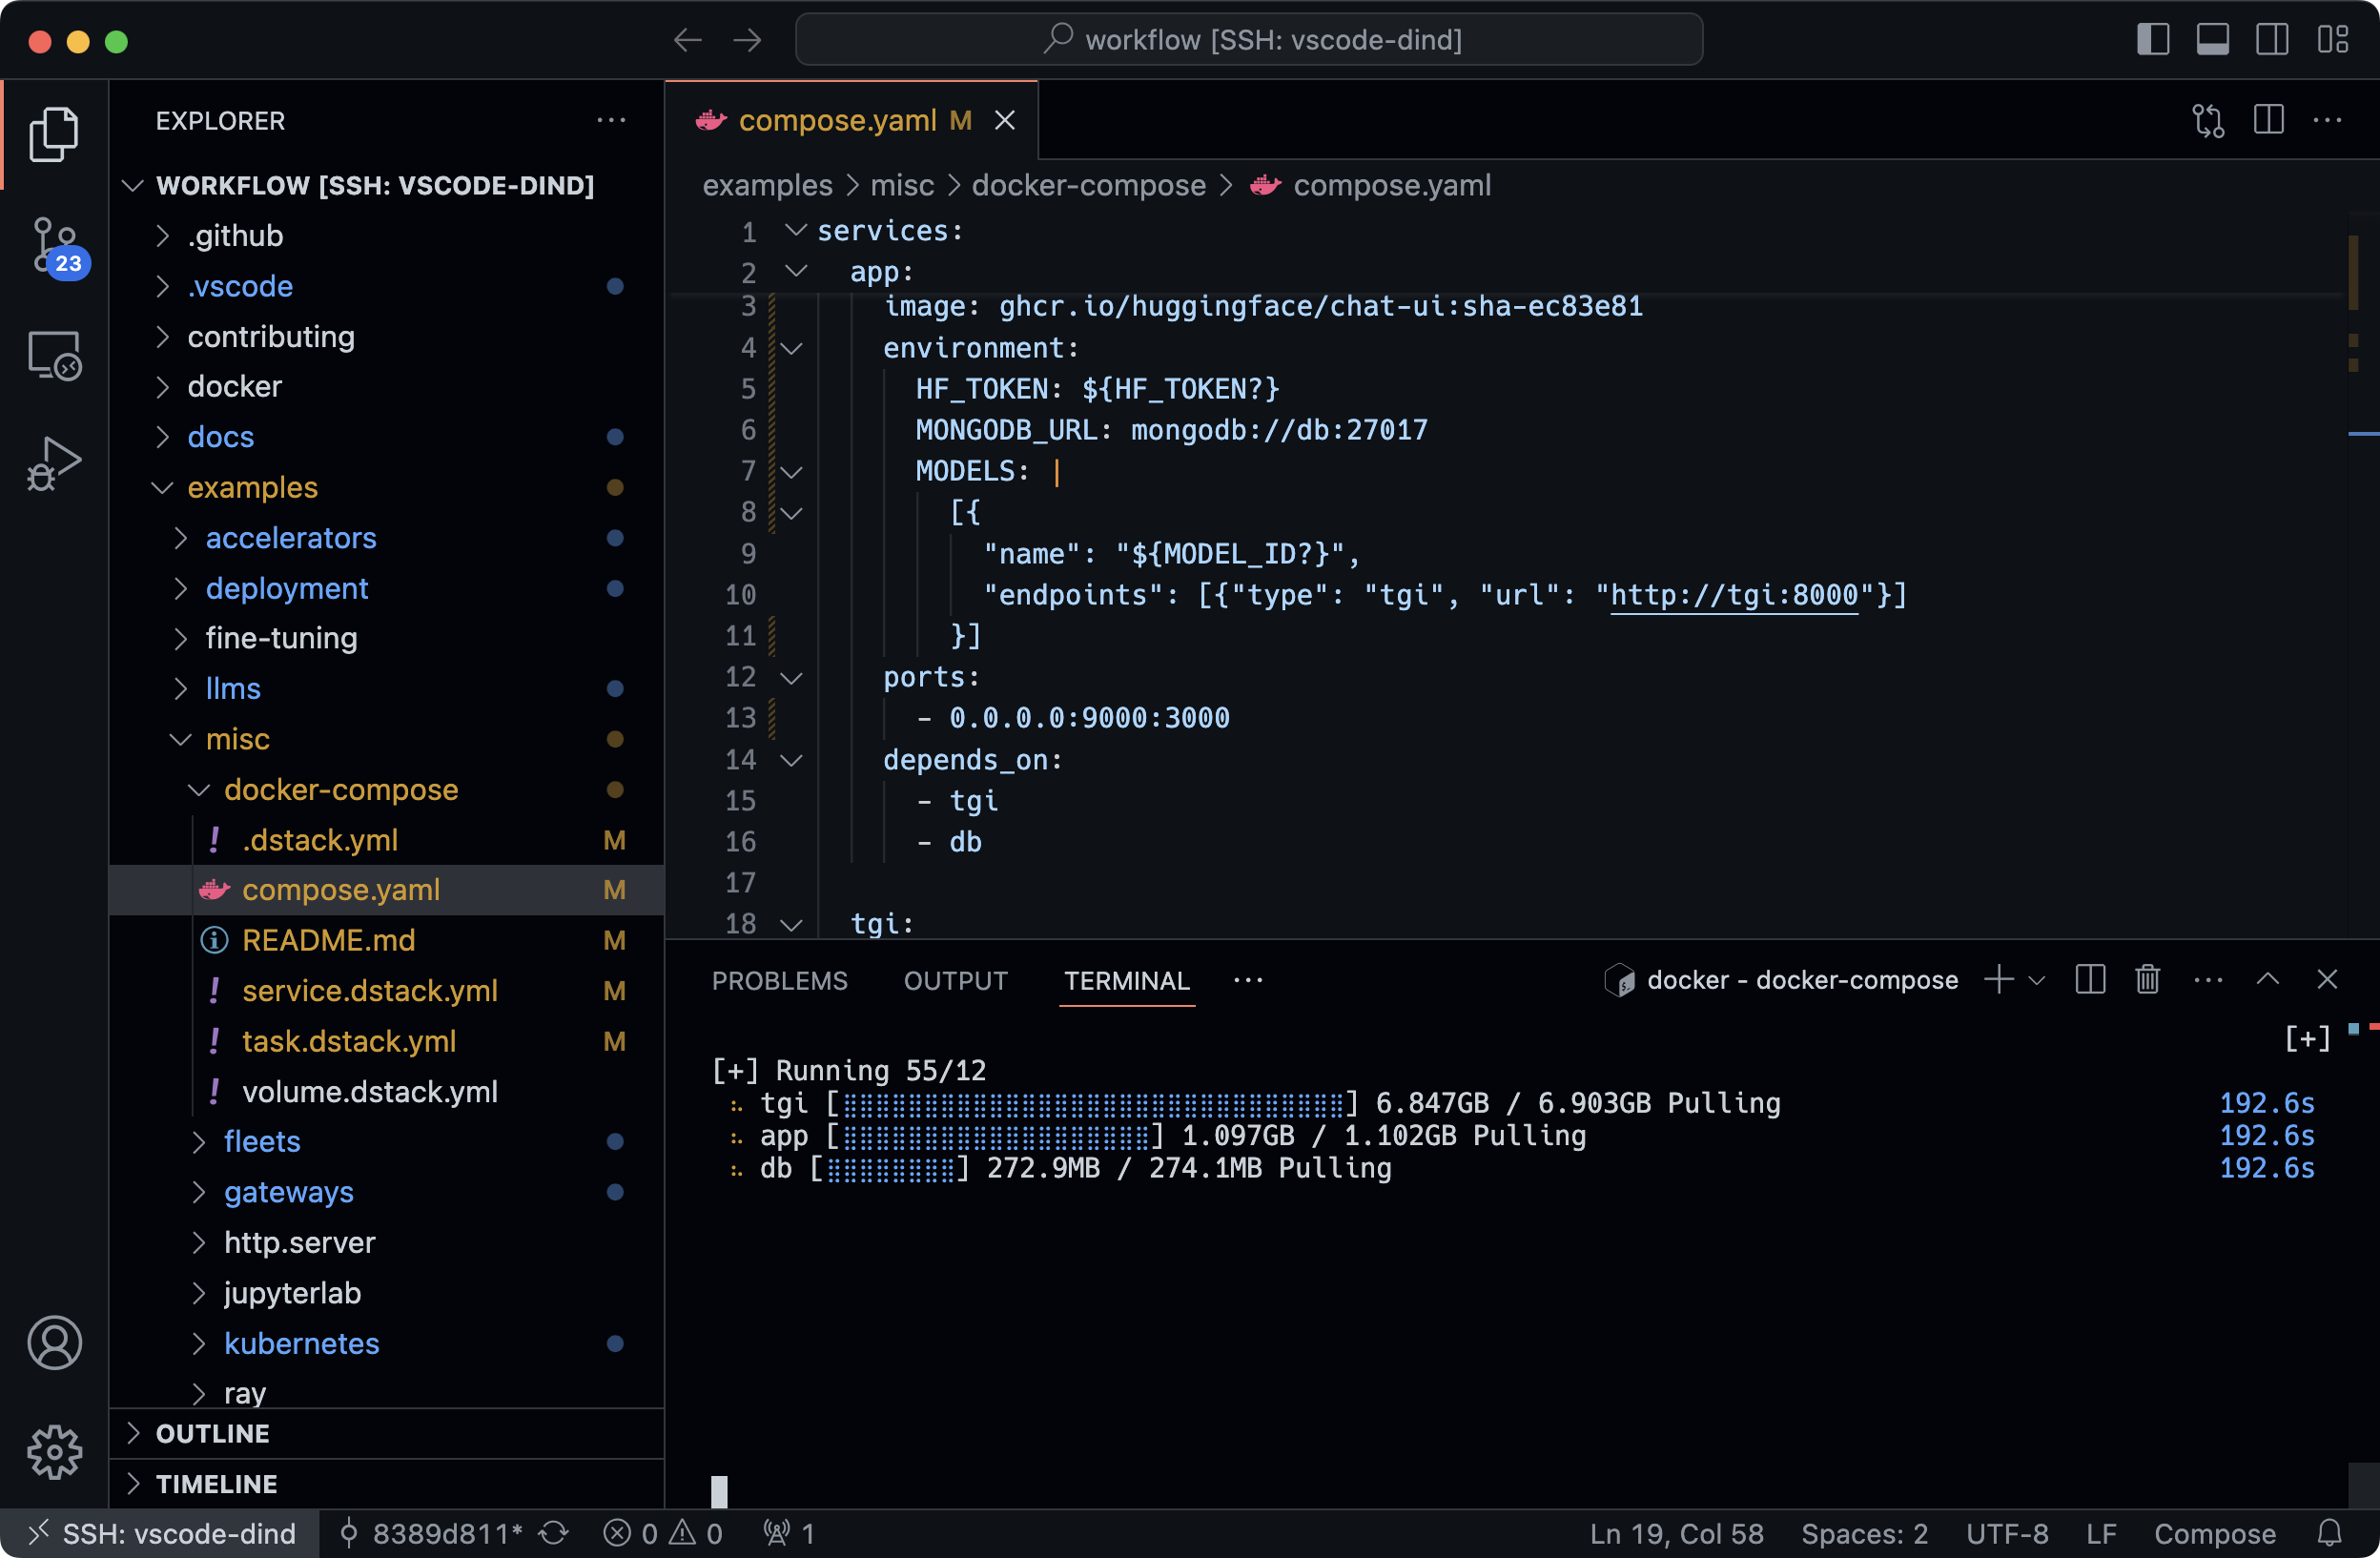 workflow [SSH: vscode-dind]
EXPLORER
WORKFLOW [SSH: VSCODE-DIND]
.github
.vscode
contributing
docker
docs
examples
accelerators
deployment
fine-tuning
llms
misc
docker-compose
! .dstack.yml M
compose.yaml M
README.md M
! service.dstack.yml M
! task.dstack.yml M
! volume.dstack.yml
fleets
gateways
http.server
jupyterlab
kubernetes
ray
OUTLINE
TIMELINE
23
compose.yaml M
examples > misc > docker-compose > compose.yaml
1 services:
2 app:
3 image: ghcr.io/huggingface/chat-ui:sha-ec83e81
4 environment:
5 HF_TOKEN: ${HF_TOKEN?}
6 MONGODB_URL: mongodb://db:27017
7 MODELS: |
8 [{
9 "name": "${MODEL_ID?}",
10 "endpoints": [{"type": "tgi", "url": "http://tgi:8000"}]
11 }]
12 ports:
13 - 0.0.0.0:9000:3000
14 depends_on:
15 - tgi
16 - db
17
18 tgi:
PROBLEMS OUTPUT TERMINAL ··· docker - docker-compose
[+]
[+] Running 55/12
tgi [⣿⣿⣿⣿⣿⣿⣿⣿⣿⣿⣿⣿⣿⣿⣿⣿⣿⣿⣿⣿⣿⣿⣿⣿⣿⣿⣿⣿⣿⣿⣿] 6.847GB / 6.903GB Pulling 192.6s
app [⣿⣿⣿⣿⣿⣿⣿⣿⣿⣿⣿⣿⣿⣿⣿⣿⣿⣿⣿] 1.097GB / 1.102GB Pulling 192.6s
db [⣿⣿⣿⣿⣿⣿⣿⣿] 272.9MB / 274.1MB Pulling 192.6s
SSH: vscode-dind 8389d811* 0 0 1 Ln 19, Col 58 Spaces: 2 UTF-8 LF Compose